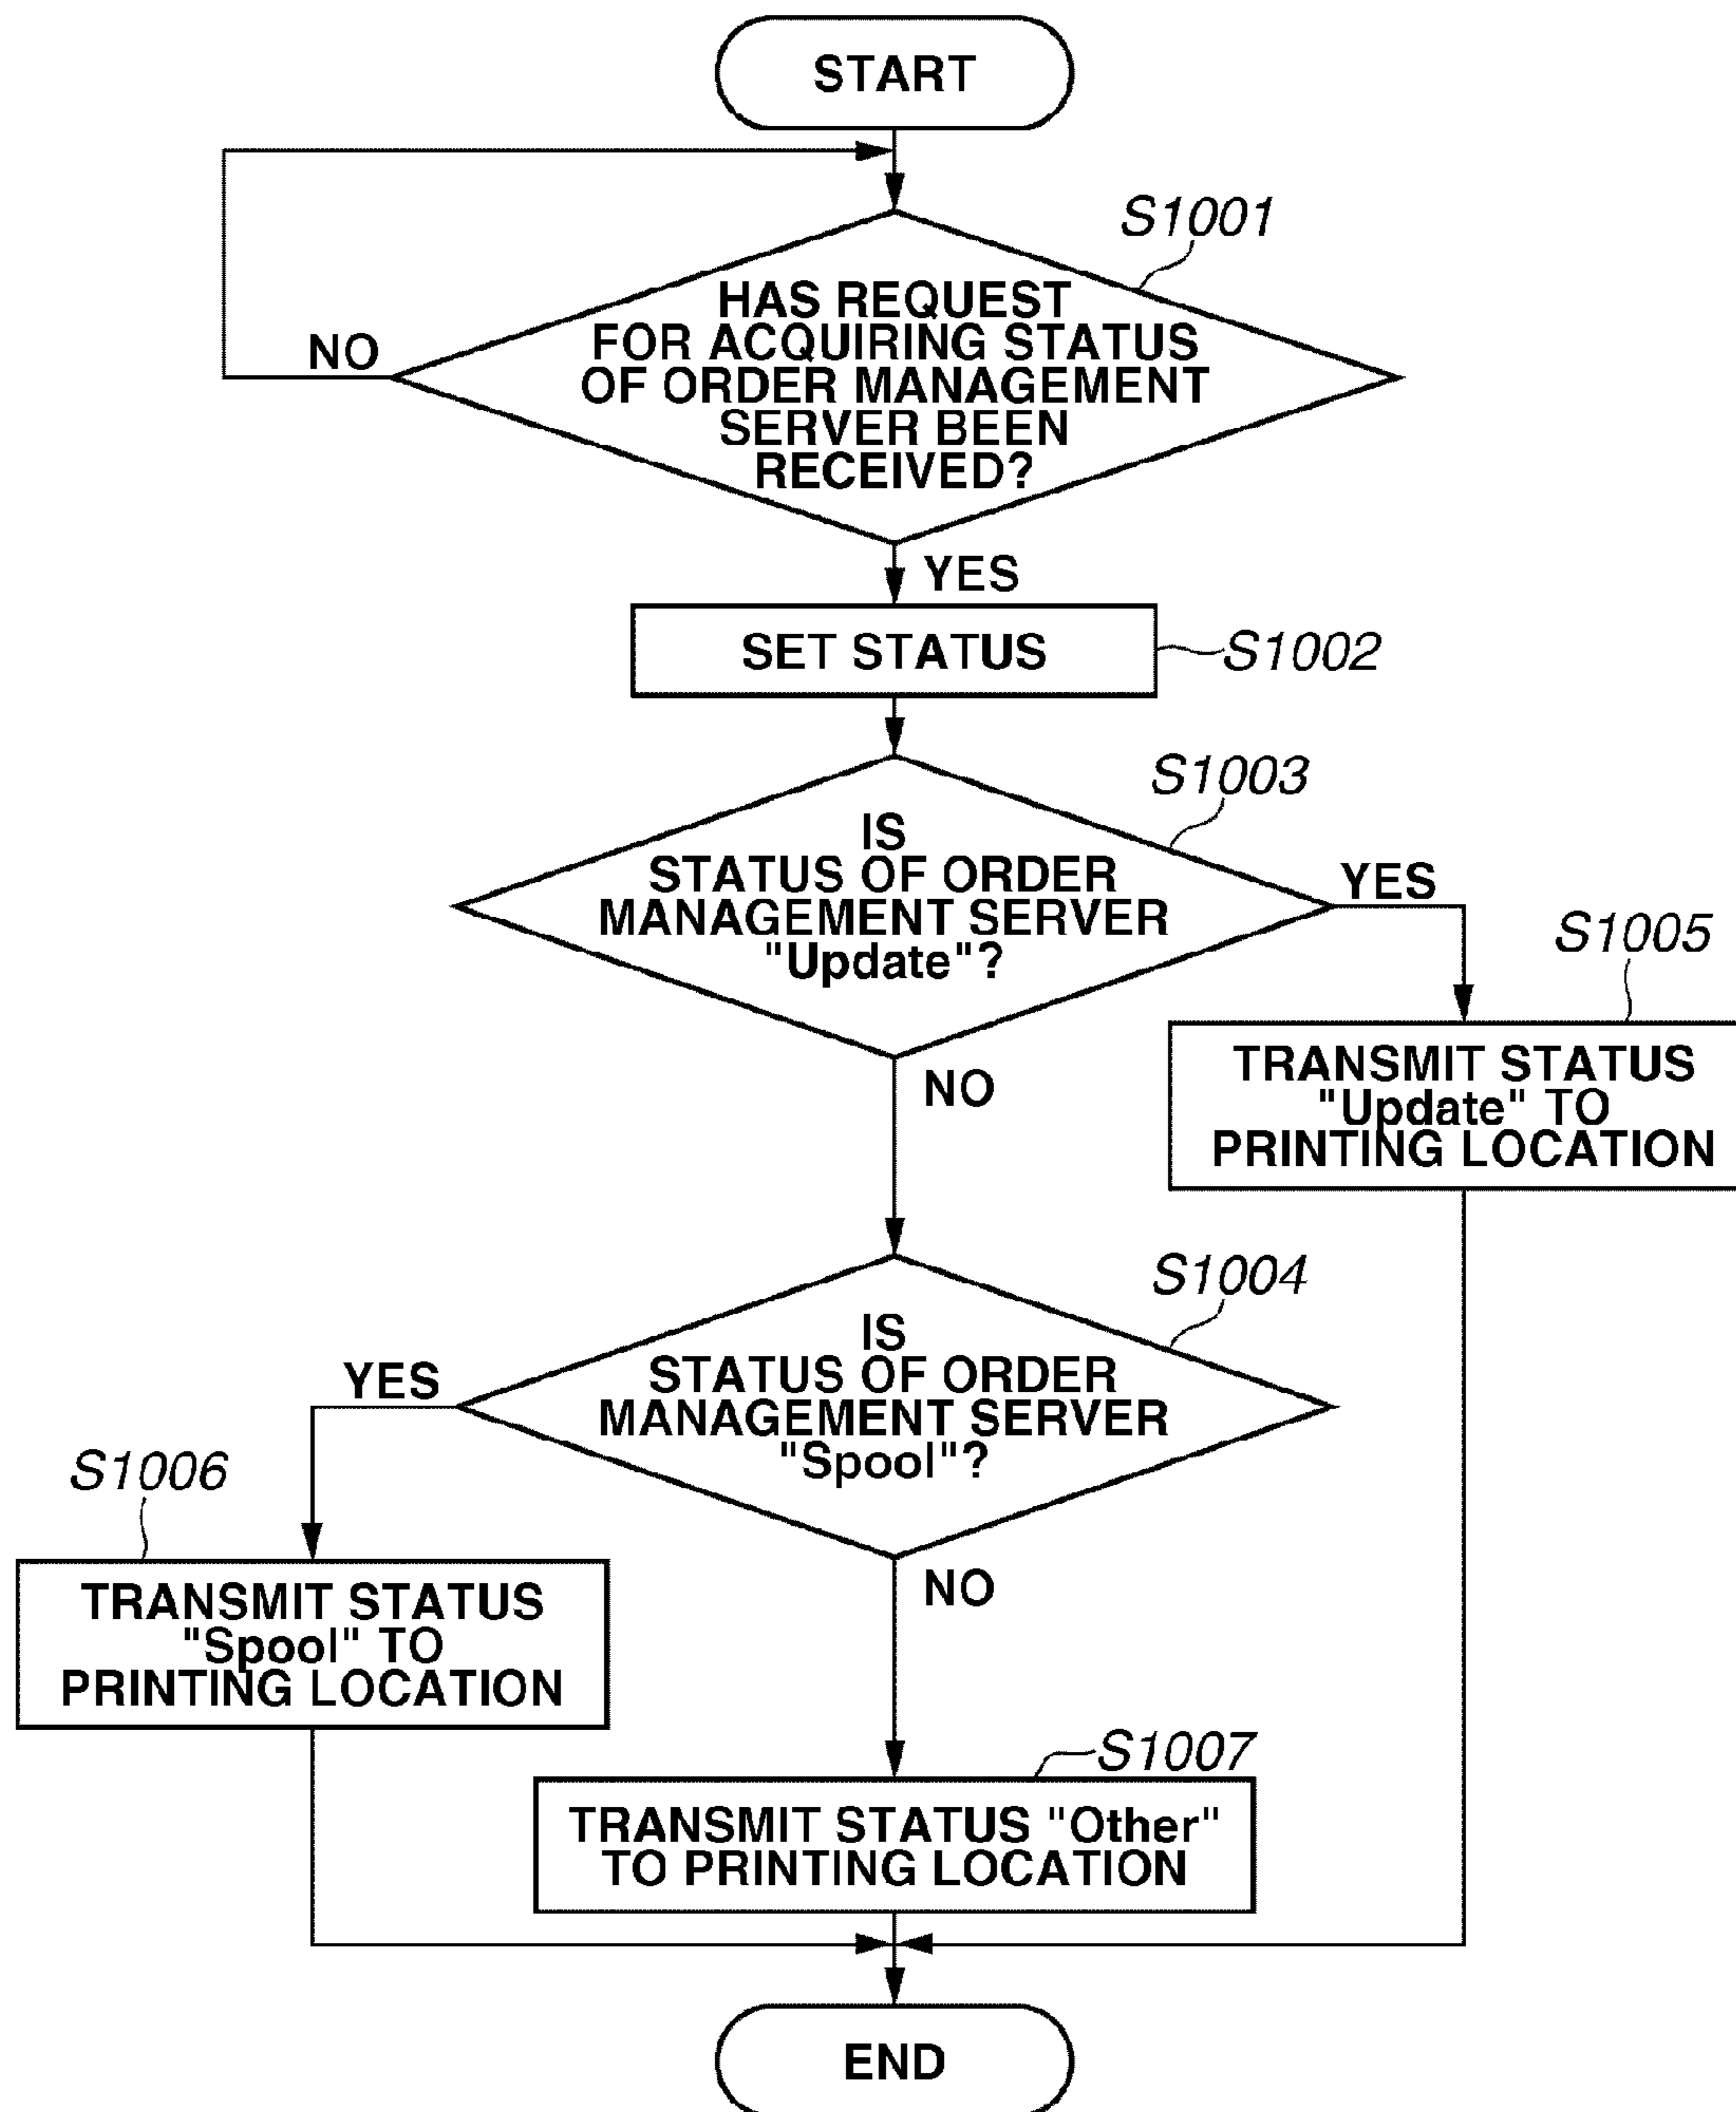 START
S1001
HAS REQUEST
FOR ACQUIRING STATUS
OF ORDER MANAGEMENT
SERVER BEEN
RECEIVED?
NO
YES
SET STATUS
S1002
S1003
IS
STATUS OF ORDER
MANAGEMENT SERVER
"Update"?
YES
NO
S1005
TRANSMIT STATUS
"Update" TO
PRINTING LOCATION
S1004
IS
STATUS OF ORDER
MANAGEMENT SERVER
"Spool"?
YES
NO
S1006
TRANSMIT STATUS
"Spool" TO
PRINTING LOCATION
S1007
TRANSMIT STATUS "Other"
TO PRINTING LOCATION
END